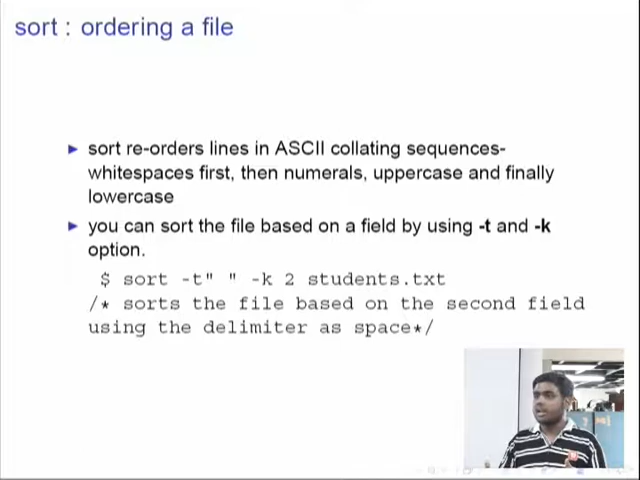 sort : ordering a file
► sort re-orders lines in ASCII collating sequences-
whitespaces first, then numerals, uppercase and finally
lowercase
► you can sort the file based on a field by using -t and -k
option.
$ sort -t" " -k 2 students.txt
/* sorts the file based on the second field
using the delimiter as space*/